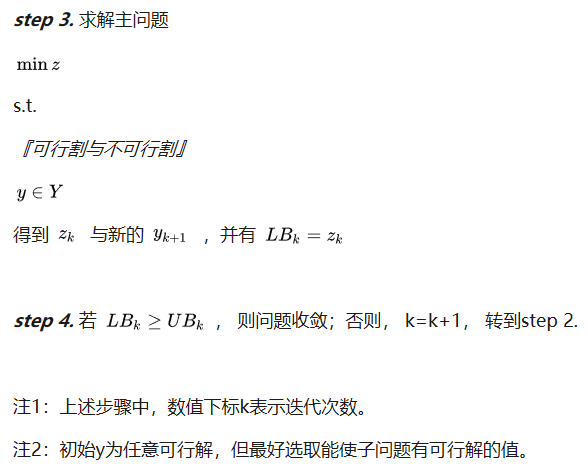 step 3. 求解主问题
min z
s.t.
『可行割与不可行割』
y ∈ Y
得到 z_k 与新的 y_{k+1} ，并有 LB_k = z_k
step 4. 若 LB_k ≥ UB_k ， 则问题收敛；否则， k=k+1， 转到step 2.
注1：上述步骤中，数值下标k表示迭代次数。
注2：初始y为任意可行解，但最好选取能使子问题有可行解的值。